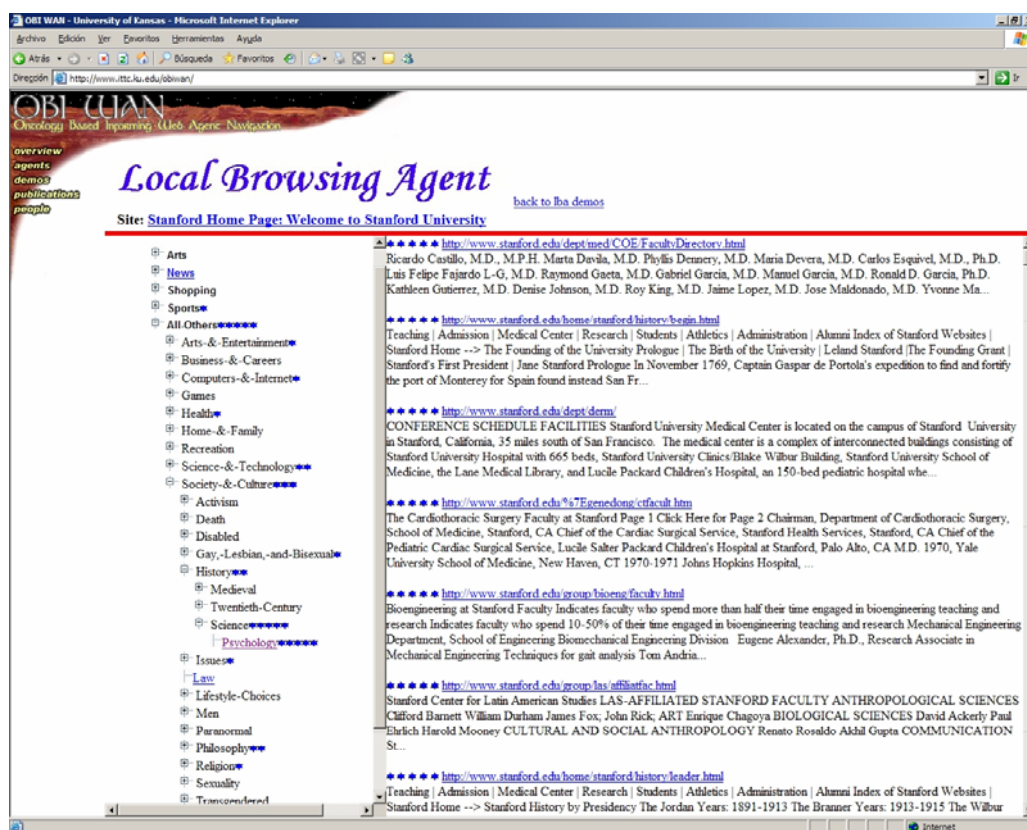 OBI WAN - University of Kansas - Microsoft Internet Explorer
Archivo Edición Ver Favoritos Herramientas Ayuda
Atrás Búsqueda Favoritos
Dirección http://www.ittc.ku.edu/obiwan/ Ir
OBI WAN
Ontology Based Informing Web Agent Navigation
overview
agents
demos
publications
people
Local Browsing Agent
back to lba demos
Site: Stanford Home Page: Welcome to Stanford University
Arts
News
Shopping
Sports
All-Others
Arts-&-Entertainment
Business-&-Careers
Computers-&-Internet
Games
Health
Home-&-Family
Recreation
Science-&-Technology
Society-&-Culture
Activism
Death
Disabled
Gay,-Lesbian,-and-Bisexual
History
Medieval
Twentieth-Century
Science
Psychology
Issues
Law
Lifestyle-Choices
Men
Paranormal
Philosophy
Religion
Sexuality
Transgendered
http://www.stanford.edu/dept/med/COE/FacultyDirectory.html
Ricardo Castillo, M.D., M.P.H. Marta Davila, M.D. Phyllis Dennery, M.D. Maria Devera, M.D. Carlos Esquivel, M.D., Ph.D.
Luis Felipe Fajardo L-G, M.D. Raymond Gaeta, M.D. Gabriel Garcia, M.D. Manuel Garcia, M.D. Ronald D. Garcia, Ph.D.
Kathleen Gutierrez, M.D. Denise Johnson, M.D. Roy King, M.D. Jaime Lopez, M.D. Jose Maldonado, M.D. Yvonne Ma...
http://www.stanford.edu/home/stanford/history/begin.html
Teaching | Admission | Medical Center | Research | Students | Athletics | Administration | Alumni Index of Stanford Websites |
Stanford Home --> The Founding of the University Prologue | The Birth of the University | Leland Stanford |The Founding Grant |
Stanford's First President | Jane Stanford Prologue In November 1769, Captain Gaspar de Portola's expedition to find and fortify
the port of Monterey for Spain found instead San Fr...
http://www.stanford.edu/dept/derm/
CONFERENCE SCHEDULE FACILITIES Stanford University Medical Center is located on the campus of Stanford University
in Stanford, California, 35 miles south of San Francisco. The medical center is a complex of interconnected buildings consisting of
Stanford University Hospital with 665 beds, Stanford University Clinics/Blake Wilbur Building, Stanford University School of
Medicine, the Lane Medical Library, and Lucile Packard Children's Hospital, an 150-bed pediatric hospital whe...
http://www.stanford.edu/%7Egenedong/ctfacult.htm
The Cardiothoracic Surgery Faculty at Stanford Page 1 Click Here for Page 2 Chairman, Department of Cardiothoracic Surgery,
School of Medicine, Stanford, CA Chief of the Cardiac Surgical Service, Stanford Health Services, Stanford, CA Chief of the
Pediatric Cardiac Surgical Service, Lucile Salter Packard Children's Hospital at Stanford, Palo Alto, CA M.D. 1970, Yale
University School of Medicine, New Haven, CT 1970-1971 Johns Hopkins Hospital, ...
http://www.stanford.edu/group/bioeng/faculty.html
Bioengineering at Stanford Faculty Indicates faculty who spend more than half their time engaged in bioengineering teaching and
research Indicates faculty who spend 10-50% of their time engaged in bioengineering teaching and research Mechanical Engineering
Department, School of Engineering Biomechanical Engineering Division Eugene Alexander, Ph.D., Research Associate in
Mechanical Engineering Techniques for gait analysis Tom Andria...
http://www.stanford.edu/group/las/affiliatfac.html
Stanford Center for Latin American Studies LAS-AFFILIATED STANFORD FACULTY ANTHROPOLOGICAL SCIENCES
Clifford Barnett William Durham James Fox; John Rick; ART Enrique Chagoya BIOLOGICAL SCIENCES David Ackerly Paul
Ehrlich Harold Mooney CULTURAL AND SOCIAL ANTHROPOLOGY Renato Rosaldo Akhil Gupta COMMUNICATION
St...
http://www.stanford.edu/home/stanford/history/leader.html
Teaching | Admission | Medical Center | Research | Students | Athletics | Administration | Alumni Index of Stanford Websites |
Stanford Home --> Stanford History by Presidency The Jordan Years: 1891-1913 The Branner Years: 1913-1915 The Wilbur
Internet